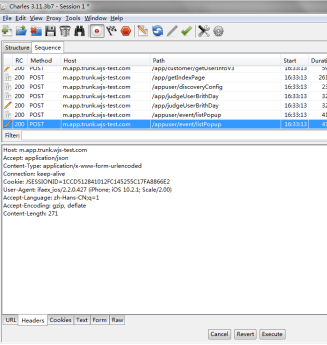 Charles 3.11.3b7 - Session 1 *
File Edit View Proxy Tools Window Help
Structure Sequence
RC Method Host Path Start Duration
200 POST m.app.trunk.wjs-test.com /app/customer/getUserInfoV3 16:33:13
200 POST m.app.trunk.wjs-test.com /app/getIndexPage 16:33:13 261
200 POST m.app.trunk.wjs-test.com /appuser/discoveryConfig 16:33:13 23
200 POST m.app.trunk.wjs-test.com /app/judgeUserBrithDay 16:33:13 32
200 POST m.app.trunk.wjs-test.com /app/judgeUserBrithDay 16:33:13 32
200 POST m.app.trunk.wjs-test.com /appuser/event/listPopup 16:33:13 41
200 POST m.app.trunk.wjs-test.com /appuser/event/listPopup 16:33:13 41
Filter:
Host: m.app.trunk.wjs-test.com
Accept: application/json
Content-Type: application/x-www-form-urlencoded
Connection: keep-alive
Cookie: JSESSIONID=1CCD512841012FC145255C17FA8866E2
User-Agent: ifaex_ios/2.2.0.427 (iPhone; iOS 10.2.1; Scale/2.00)
Accept-Language: zh-Hans-CN;q=1
Accept-Encoding: gzip, deflate
Content-Length: 271
URL Headers Cookies Text Form Raw
Cancel Revert Execute